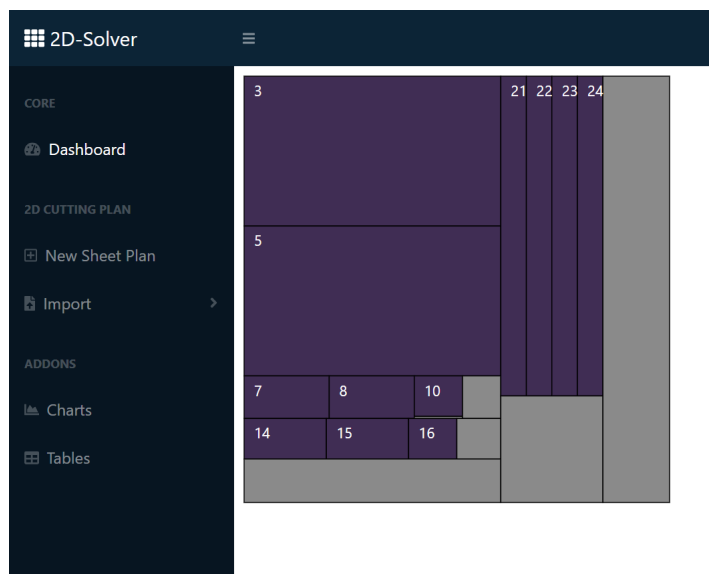 2D-Solver
CORE
Dashboard
2D CUTTING PLAN
New Sheet Plan
Import
ADDONS
Charts
Tables
3
21 22 23 24
5
7 8 10
14 15 16